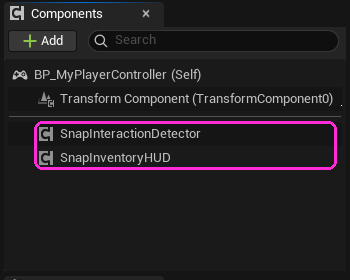 Components
Add
Search
BP_MyPlayerController (Self)
Transform Component (TransformComponent0)
SnapInteractionDetector
SnapInventoryHUD